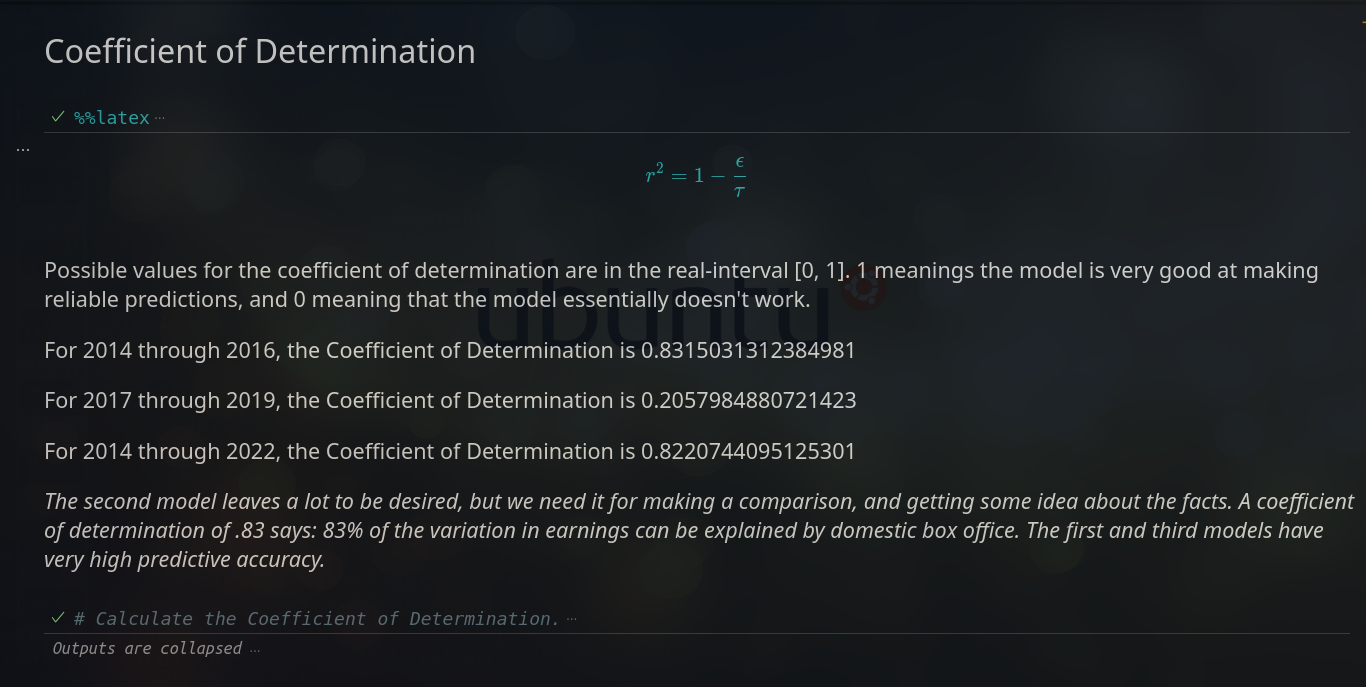 Coefficient of Determination
✓ %%latex ...
...
r² = 1 − ϵ/τ
Possible values for the coefficient of determination are in the real-interval [0, 1]. 1 meanings the model is very good at making
reliable predictions, and 0 meaning that the model essentially doesn't work.
ubuntu
For 2014 through 2016, the Coefficient of Determination is 0.8315031312384981
For 2017 through 2019, the Coefficient of Determination is 0.2057984880721423
For 2014 through 2022, the Coefficient of Determination is 0.8220744095125301
The second model leaves a lot to be desired, but we need it for making a comparison, and getting some idea about the facts. A coefficient
of determination of .83 says: 83% of the variation in earnings can be explained by domestic box office. The first and third models have
very high predictive accuracy.
✓ # Calculate the Coefficient of Determination. ...
Outputs are collapsed ...